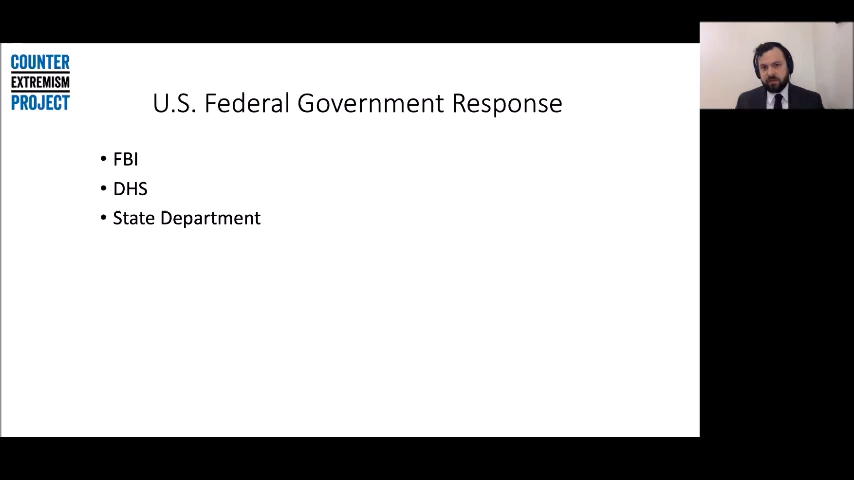 COUNTER
EXTREMISM
PROJECT
U.S. Federal Government Response
• FBI
• DHS
• State Department